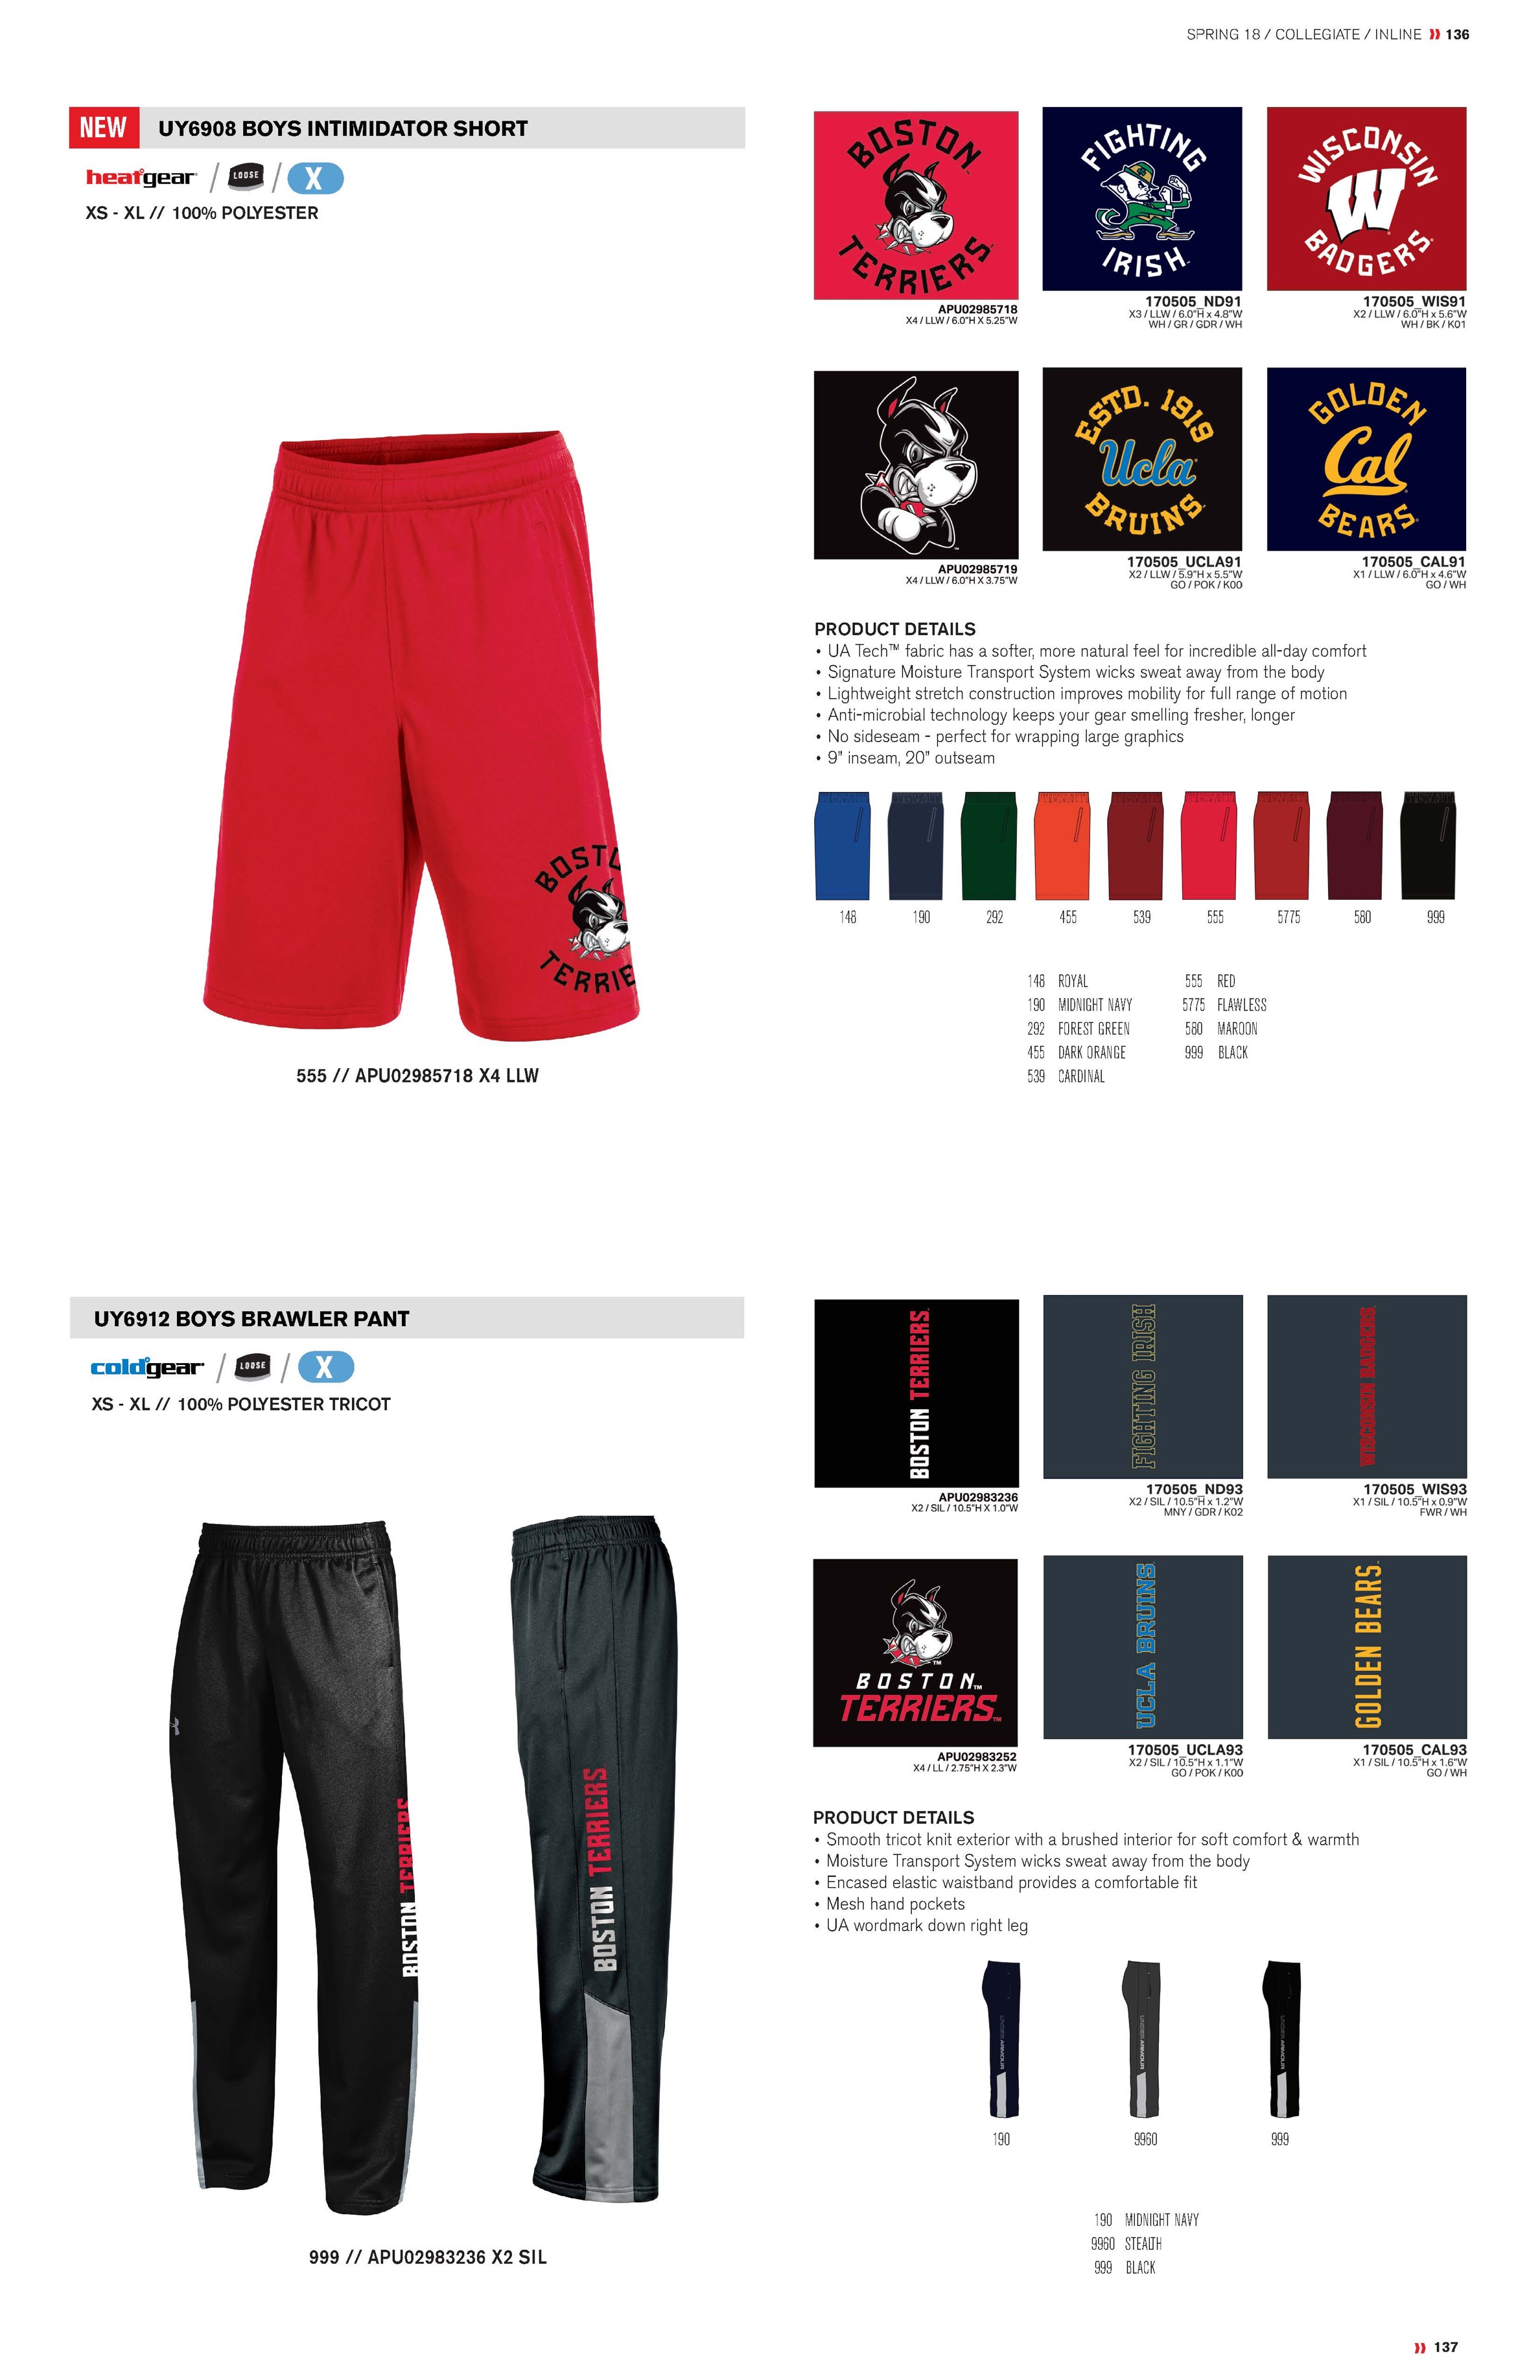 SPRING 18 / COLLEGIATE / INLINE 136
NEW UY6908 BOYS INTIMIDATOR SHORT
heatgear / LOOSE / X
XS - XL // 100% POLYESTER
BOSTON
TERRIERS
APU02985718
X4 / LLW / 6.0"H X 5.25"W
FIGHTING
IRISH
170505_ND91
X3 / LLW / 6.0"H x 4.8"W
WH / GR / GDR / WH
WISCONSIN
W
BADGERS
170505_WIS91
X2 / LLW / 6.0"H x 5.6"W
WH / BK / K01
APU02985719
X4 / LLW / 6.0"H X 3.75"W
ESTD. 1919
Ucla
BRUINS
170505_UCLA91
X2 / LLW / 5.9"H x 5.5"W
GO / POK / K00
GOLDEN
Cal
BEARS
170505_CAL91
X1 / LLW / 6.0"H x 4.6"W
GO / WH
PRODUCT DETAILS
• UA Tech™ fabric has a softer, more natural feel for incredible all-day comfort
• Signature Moisture Transport System wicks sweat away from the body
• Lightweight stretch construction improves mobility for full range of motion
• Anti-microbial technology keeps your gear smelling fresher, longer
• No sideseam - perfect for wrapping large graphics
• 9" inseam, 20" outseam
148 190 292 455 539 555 5775 580 999
148 ROYAL
190 MIDNIGHT NAVY
292 FOREST GREEN
455 DARK ORANGE
539 CARDINAL
555 RED
5775 FLAWLESS
580 MAROON
999 BLACK
BOSTO
TERRIE
555 // APU02985718 X4 LLW
UY6912 BOYS BRAWLER PANT
coldgear / LOOSE / X
XS - XL // 100% POLYESTER TRICOT
BOSTON TERRIERS
APU02983236
X2 / SIL / 10.5"H X 1.0"W
FIGHTING IRISH
170505_ND93
X2 / SIL / 10.5"H x 1.2"W
MNY / GDR / K02
WISCONSIN BADGERS
170505_WIS93
X1 / SIL / 10.5"H x 0.9"W
FWR / WH
BOSTON™
TERRIERS™
APU02983252
X4 / LL / 2.75"H X 2.3"W
UCLA BRUINS
170505_UCLA93
X2 / SIL / 10.5"H x 1.1"W
GO / POK / K00
GOLDEN BEARS
170505_CAL93
X1 / SIL / 10.5"H x 1.6"W
GO / WH
PRODUCT DETAILS
• Smooth tricot knit exterior with a brushed interior for soft comfort & warmth
• Moisture Transport System wicks sweat away from the body
• Encased elastic waistband provides a comfortable fit
• Mesh hand pockets
• UA wordmark down right leg
BOSTON TERRIERS
BOSTON TERRIERS
UNDER ARMOUR
UNDER ARMOUR
UNDER ARMOUR
190 9960 999
190 MIDNIGHT NAVY
9960 STEALTH
999 BLACK
999 // APU02983236 X2 SIL
137